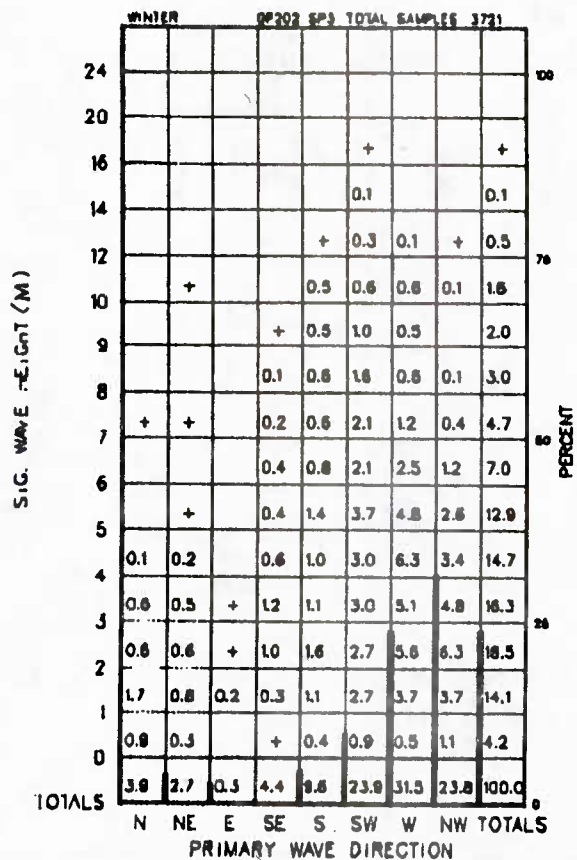 WINTER DF202 SP3 TOTAL SAMPLES 3721
24 100
20
16 + +
0.1 0.1
14
+ 0.3 0.1 + 0.5
12 75
+ 0.5 0.6 0.6 0.1 1.8
10
+ 0.5 1.0 0.5 2.0
9
0.1 0.6 1.6 0.6 0.1 3.0
8
+ + 0.2 0.6 2.1 1.2 0.4 4.7
7 50
0.4 0.8 2.1 2.5 1.2 7.0
6
+ 0.4 1.4 3.7 4.8 2.6 12.9
5
0.1 0.2 0.6 1.0 3.0 6.3 3.4 14.7
4
0.6 0.5 + 1.2 1.1 3.0 5.1 4.8 16.3
3 25
0.6 0.6 + 1.0 1.6 2.7 5.6 6.3 18.5
2
1.7 0.8 0.2 0.3 1.1 2.7 3.7 3.7 14.1
1
0.9 0.5 + 0.4 0.9 0.5 1.1 4.2
0
3.9 2.7 0.3 4.4 9.6 23.9 31.5 23.8 100.0
TOTALS 0
N NE E SE S SW W NW TOTALS
PRIMARY WAVE DIRECTION
SIG. WAVE HEIGHT (M)
PERCENT